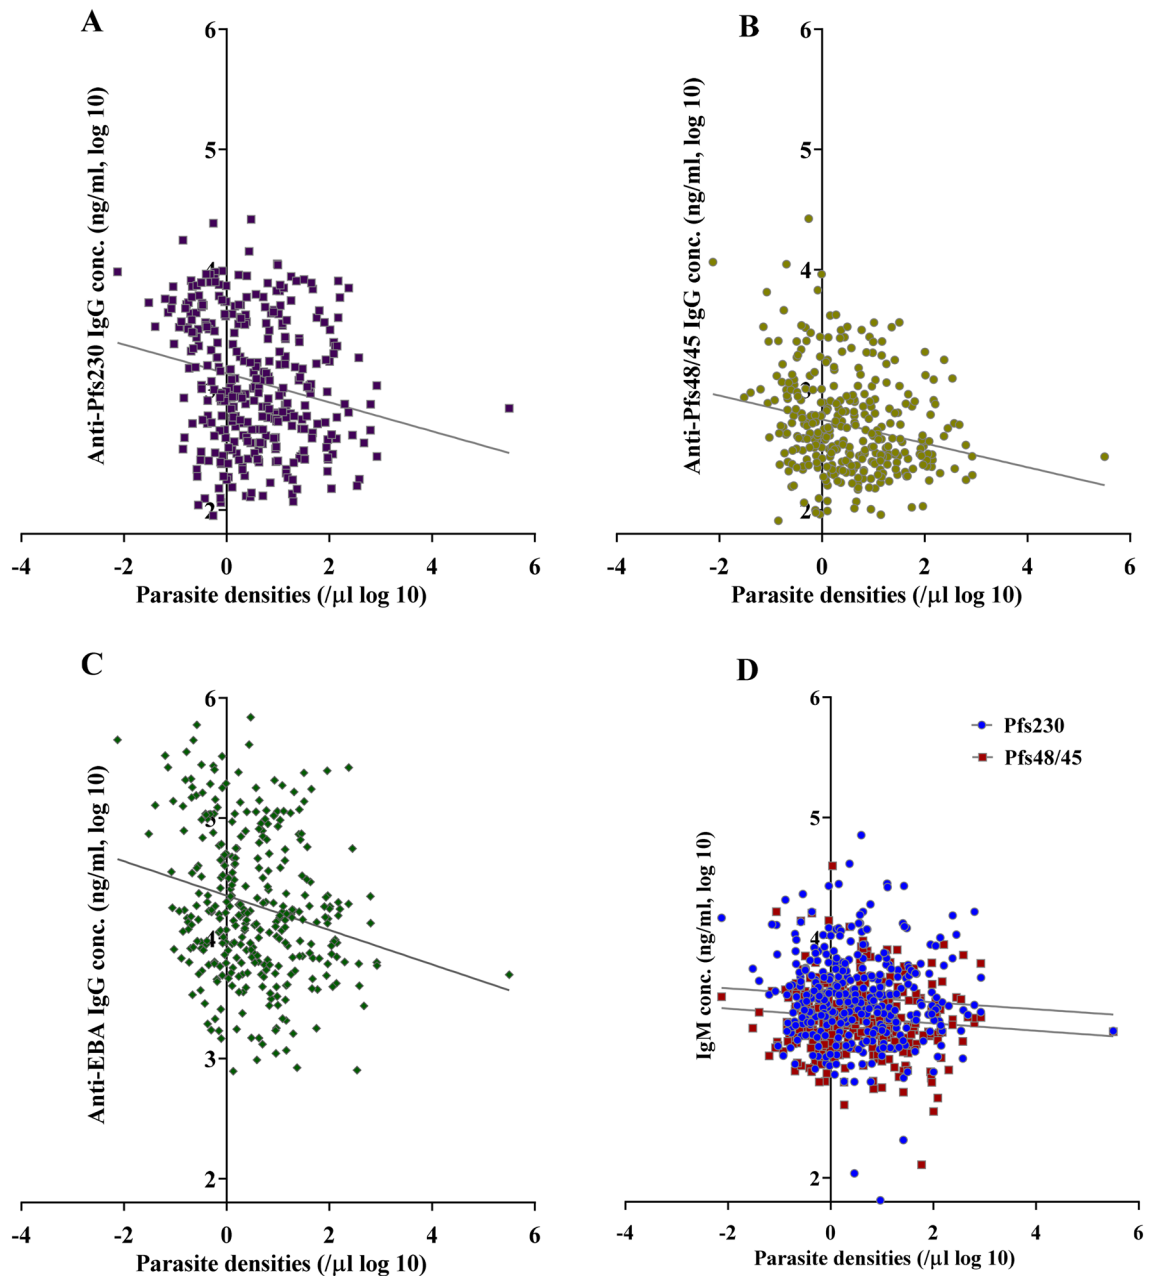 A
6
5
4
3
2
Anti-Pfs230 IgG conc. (ng/ml, log 10)
-4 -2 0 2 4 6
Parasite densities (/μl log 10)
B
6
5
4
3
2
Anti-Pfs48/45 IgG conc. (ng/ml, log 10)
-4 -2 0 2 4 6
Parasite densities (/μl log 10)
C
6
5
4
3
2
Anti-EBA IgG conc. (ng/ml, log 10)
-4 -2 0 2 4 6
Parasite densities (/μl log 10)
D
Pfs230
Pfs48/45
6
5
4
2
IgM conc. (ng/ml, log 10)
-4 -2 0 2 4 6
Parasite densities (/μl log 10)